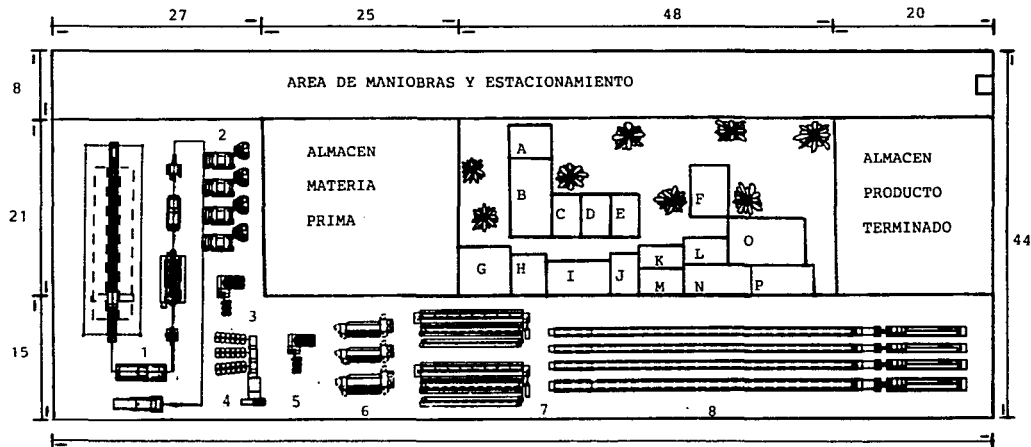 27 25 48 20
8
AREA DE MANIOBRAS Y ESTACIONAMIENTO
21
44
2
ALMACEN
MATERIA
PRIMA
A
B
C D E
F
G H I J
K L
M N
O
P
ALMACEN
PRODUCTO
TERMINADO
15
1
3
4 5 6 7 8